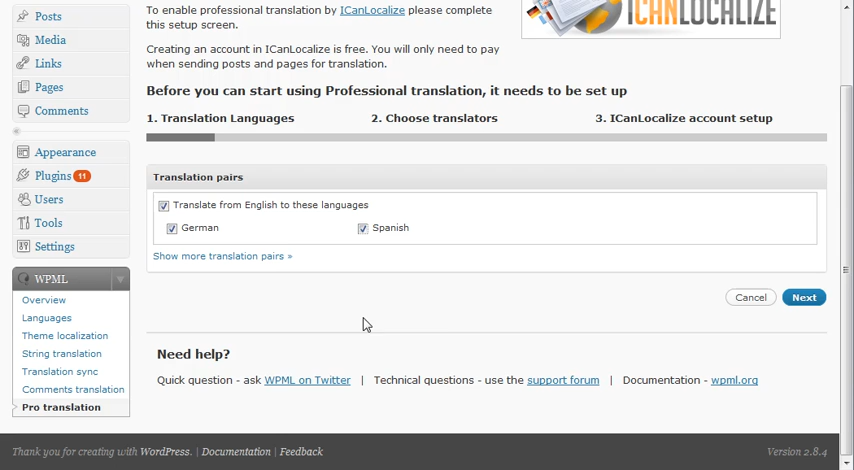 Posts
Media
Links
Pages
Comments
Appearance
Plugins 11
Users
Tools
Settings
WPML
Overview
Languages
Theme localization
String translation
Translation sync
Comments translation
Pro translation
To enable professional translation by ICanLocalize please complete
this setup screen.
Creating an account in ICanLocalize is free. You will only need to pay
when sending posts and pages for translation.
ICANLOCALIZE
Before you can start using Professional translation, it needs to be set up
1. Translation Languages
2. Choose translators
3. ICanLocalize account setup
Translation pairs
Translate from English to these languages
German
Spanish
Show more translation pairs »
Cancel
Next
Need help?
Quick question - ask WPML on Twitter | Technical questions - use the support forum | Documentation - wpml.org
Thank you for creating with WordPress. | Documentation | Feedback
Version 2.8.4